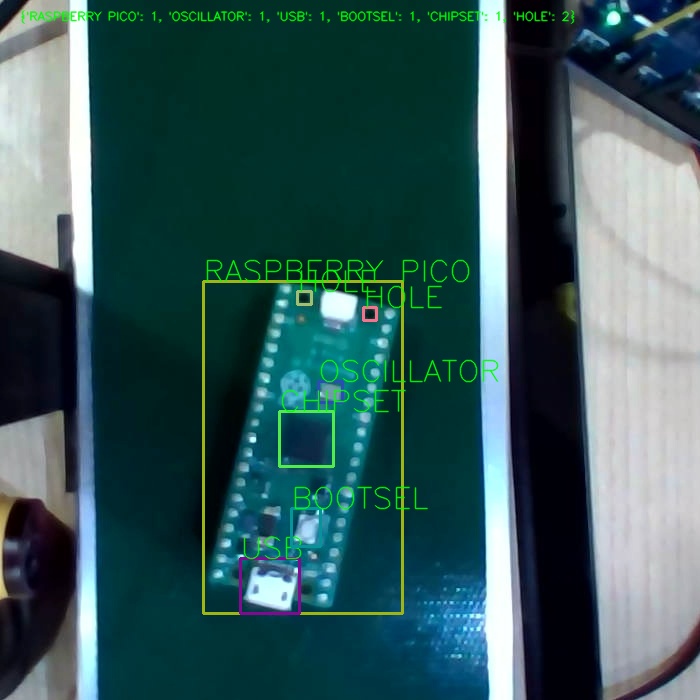 {'RASPBERRY PICO': 1, 'OSCILLATOR': 1, 'USB': 1, 'BOOTSEL': 1, 'CHIPSET': 1, 'HOLE': 2}
RASPBERRY PICO
HOLE
HOLE
OSCILLATOR
CHIPSET
BOOTSEL
USB